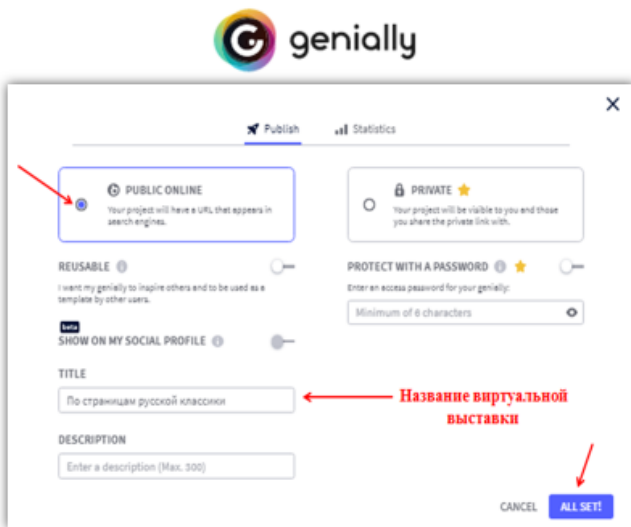 genially
Publish
Statistics
PUBLIC ONLINE
Your project will have a URL that appears in
search engines.
PRIVATE
Your project will be visible to you and those
you share the private link with.
REUSABLE
I want my genially to inspire others and to be used as a
template by other users.
PROTECT WITH A PASSWORD
Enter an access password for your genially:
Minimum of 6 characters
beta
SHOW ON MY SOCIAL PROFILE
TITLE
По страницам русской классики
Название виртуальной
выставки
DESCRIPTION
Enter a description (Max. 300)
CANCEL
ALL SET!